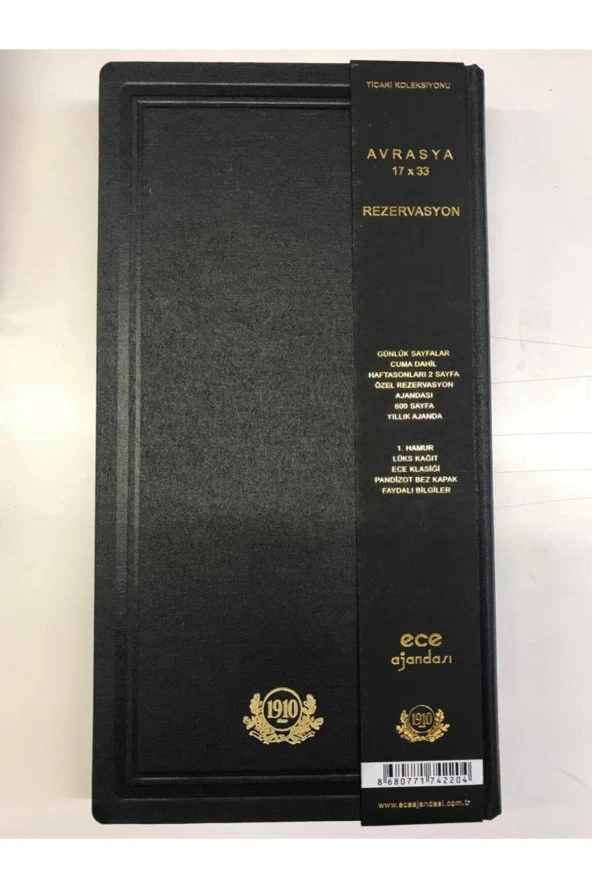 TİCARİ KOLEKSİYONU
AVRASYA
17 x 33
REZERVASYON
GÜNLÜK SAYFALAR
CUMA DAHİL
HAFTASONLARI 2 SAYFA
ÖZEL REZERVASYON
AJANDASI
600 SAYFA
YILLIK AJANDA
1. HAMUR
LÜKS KAĞIT
ECE KLASİĞİ
PANDİZOT BEZ KAPAK
FAYDALI BİLGİLER
ece
ajandası
1910
1910
8 680771 742204
www.eceajandasi.com.tr